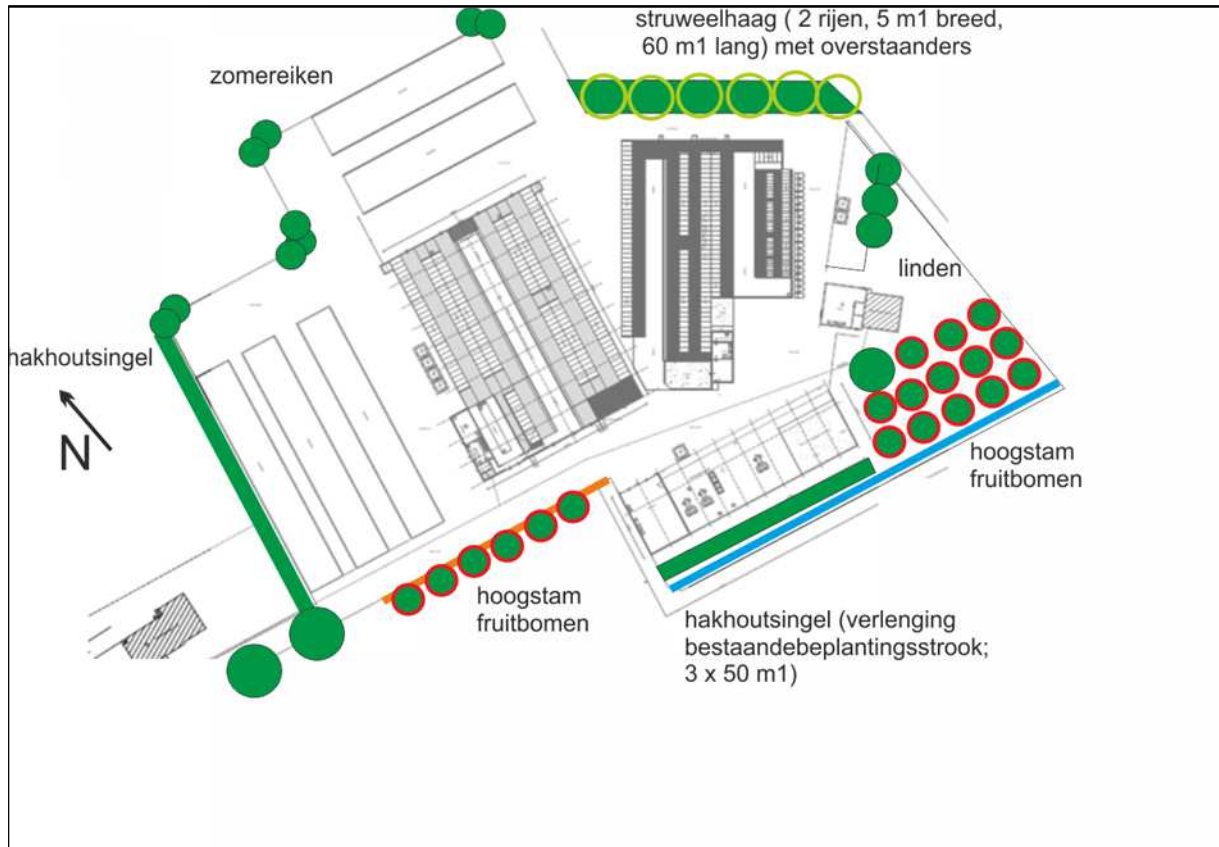 struweelhaag ( 2 rijen, 5 m1 breed,
60 m1 lang) met overstaanders
zomereiken
linden
hakhoutsingel
N
hoogstam
fruitbomen
hoogstam
fruitbomen
hakhoutsingel (verlenging
bestaandebeplantingsstrook;
3 x 50 m1)